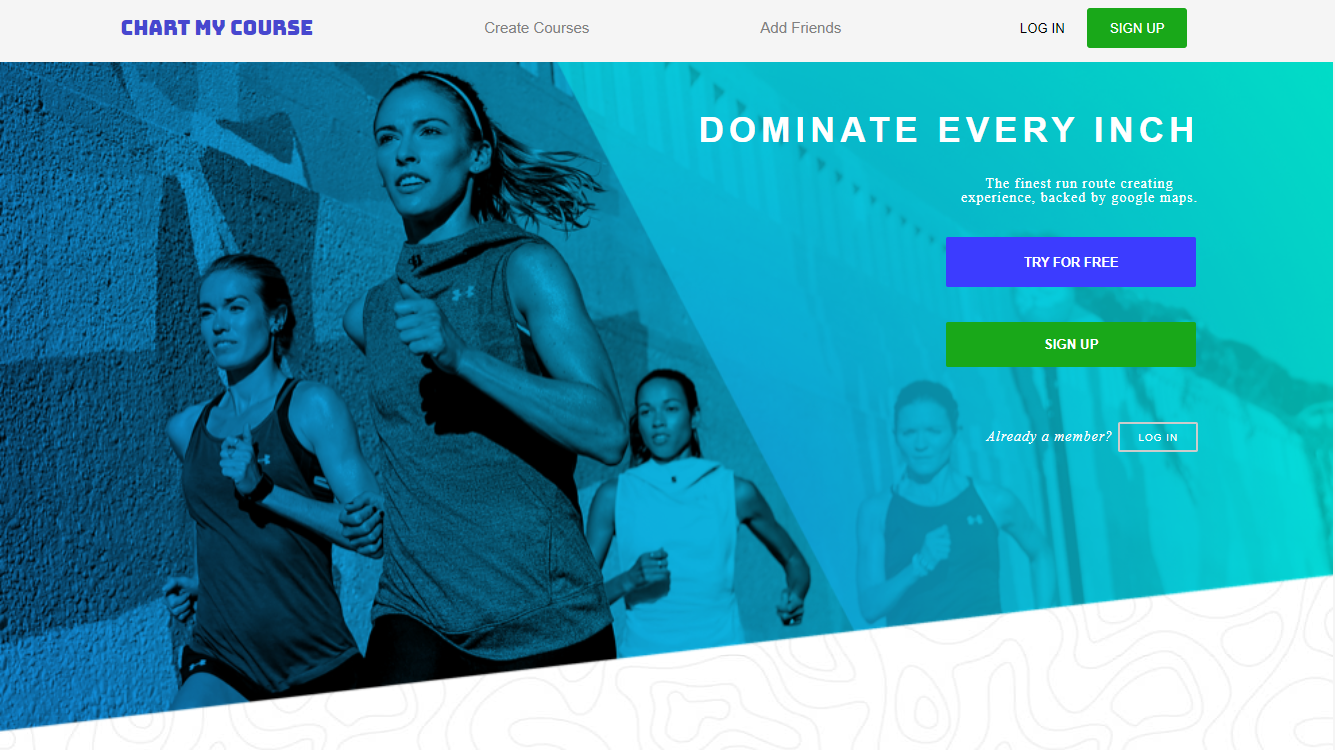 CHART MY COURSE
Create Courses
Add Friends
LOG IN
SIGN UP
DOMINATE EVERY INCH
The finest run route creating
experience, backed by google maps.
TRY FOR FREE
SIGN UP
Already a member?
LOG IN